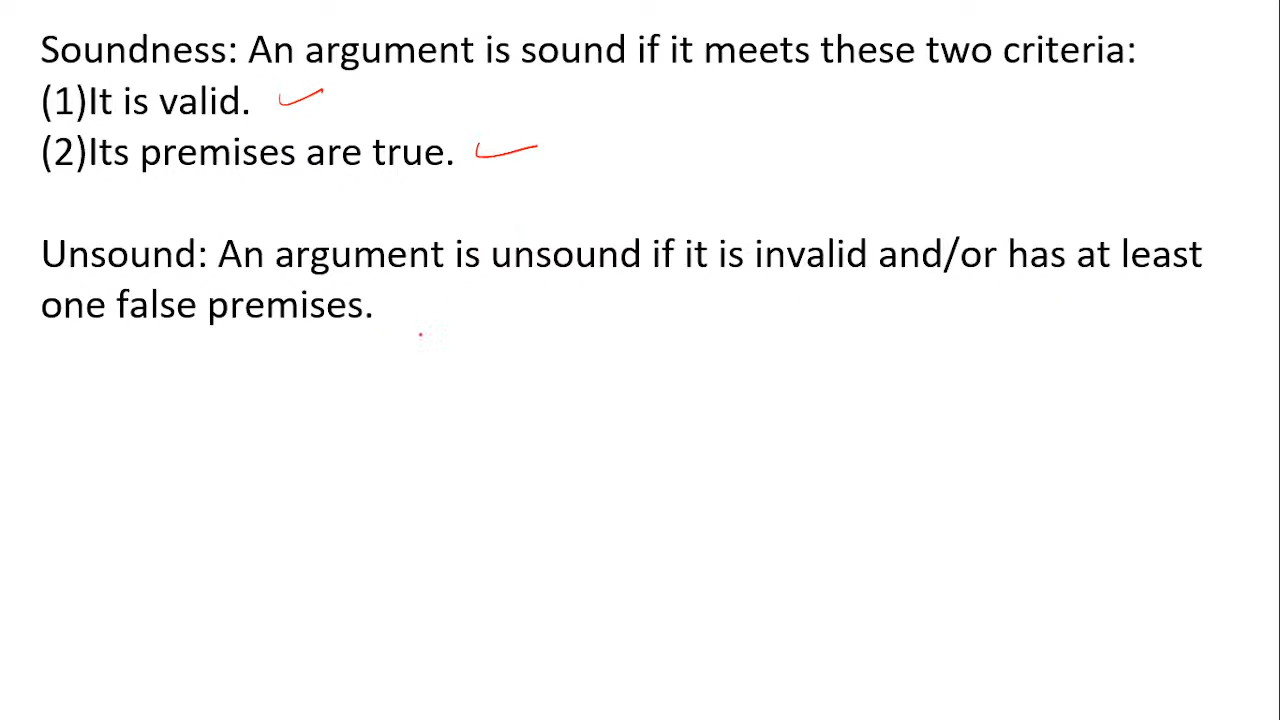 Soundness: An argument is sound if it meets these two criteria:
(1)It is valid.
(2)Its premises are true.
Unsound: An argument is unsound if it is invalid and/or has at least
one false premises.